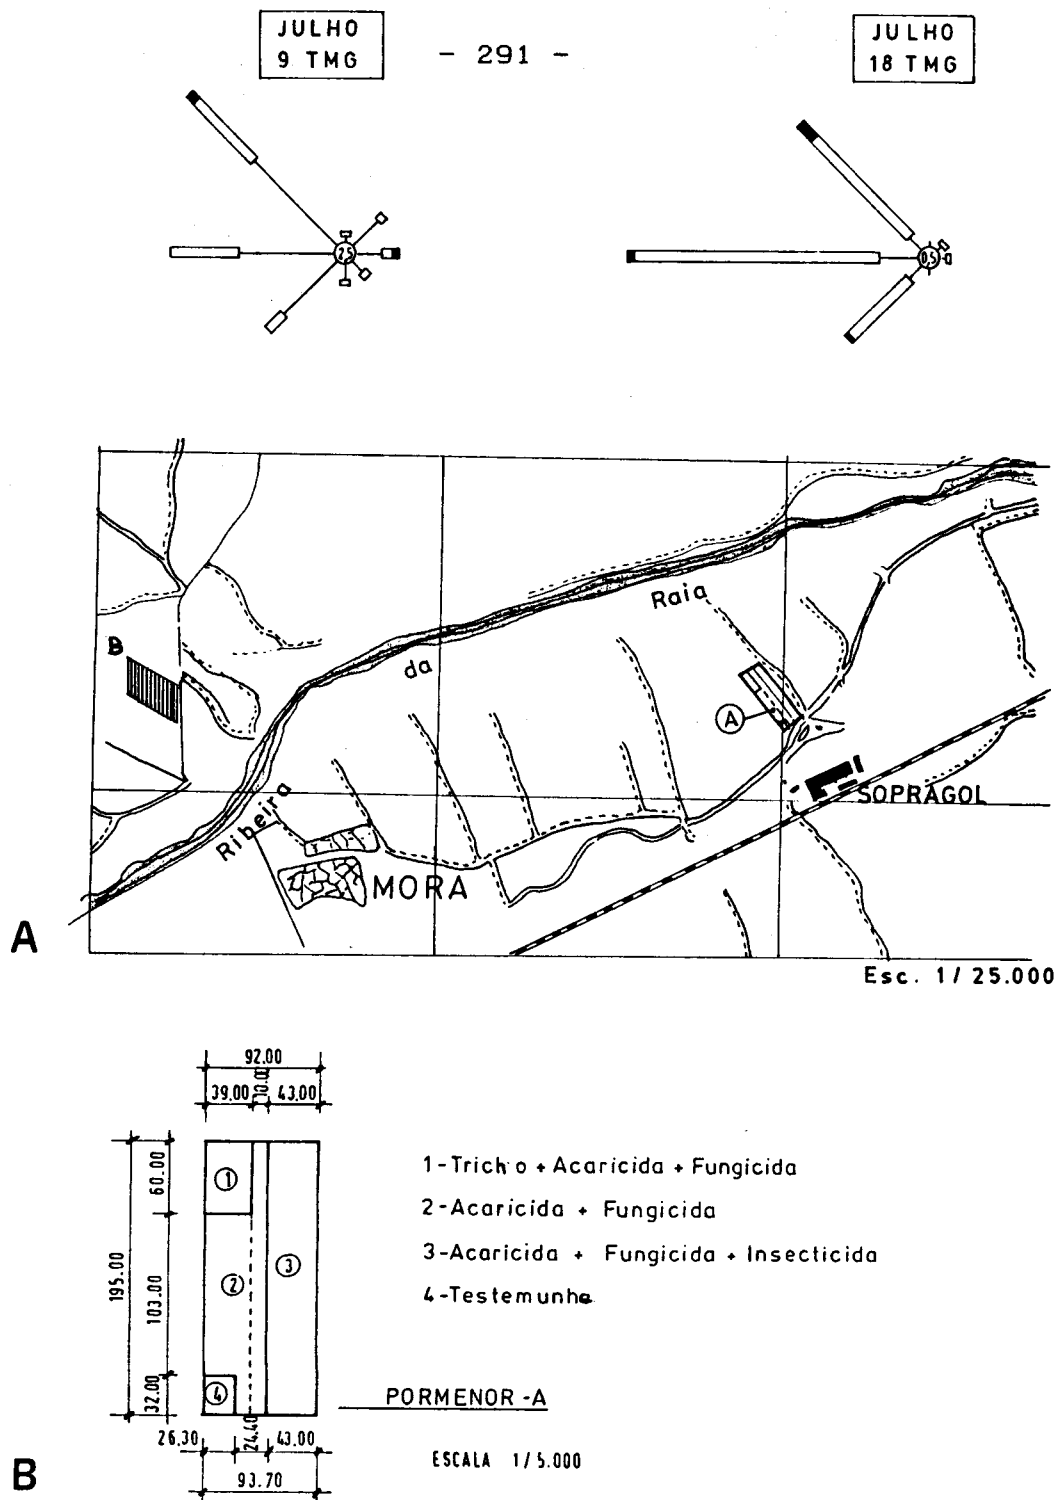 JULHO
9 TMG
- 291 -
JULHO
18 TMG
2,5
0,5
B
Raia
da
A
SOPRAGOL
Ribeira
MORA
A
Esc. 1/25.000
92.00
39.00 10.00 43.00
60.00
195.00
103.00
32.00
1
2
3
4
1-Tricho + Acaricida + Fungicida
2-Acaricida + Fungicida
3-Acaricida + Fungicida + Insecticida
4-Testemunha
PORMENOR -A
26.30 24.40 43.00
93.70
ESCALA 1/5.000
B